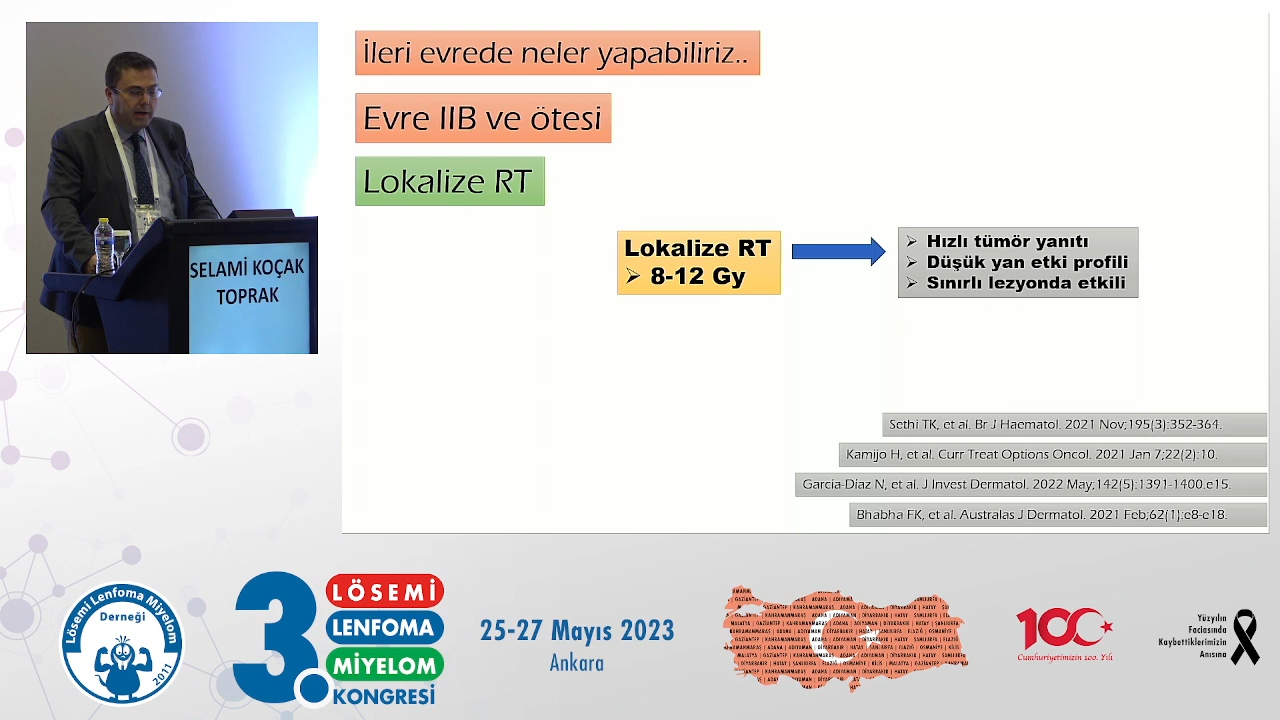 SELAMİ KOÇAK
TOPRAK
İleri evrede neler yapabiliriz..
Evre IIB ve ötesi
Lokalize RT
Lokalize RT
➢ 8-12 Gy
➢ Hızlı tümör yanıtı
➢ Düşük yan etki profili
➢ Sınırlı lezyonda etkili
Sethi TK, et al. Br J Haematol. 2021 Nov;195(3):352-364.
Kamijo H, et al. Curr Treat Options Oncol. 2021 Jan 7;22(2):10.
García-Díaz N, et al. J Invest Dermatol. 2022 May;142(5):1391-1400.e15.
Bhabha FK, et al. Australas J Dermatol. 2021 Feb;62(1):e8-e18.
Lösemi Lenfoma Miyelom
Derneği
2011
3.
LÖSEMİ
LENFOMA
MİYELOM
KONGRESİ
25-27 Mayıs 2023
Ankara
100
Cumhuriyetimizin 100. Yılı
Yüzyılın
Faciasında
Kaybettiklerimizin
Anısına